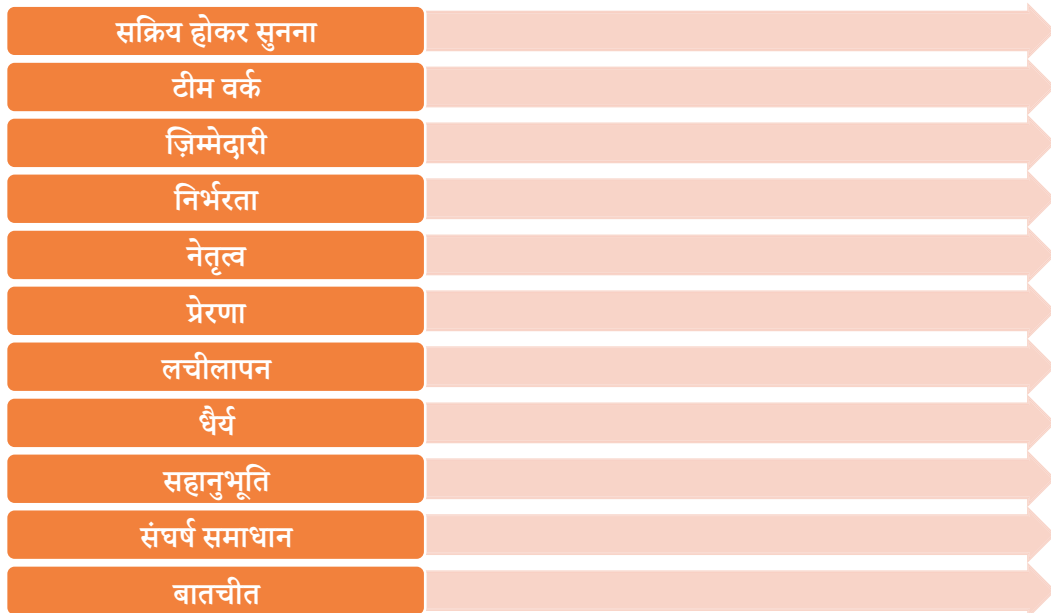 सक्रिय होकर सुनना
टीम वर्क
ज़िम्मेदारी
निर्भरता
नेतृत्व
प्रेरणा
लचीलापन
धैर्य
सहानुभूति
संघर्ष समाधान
बातचीत